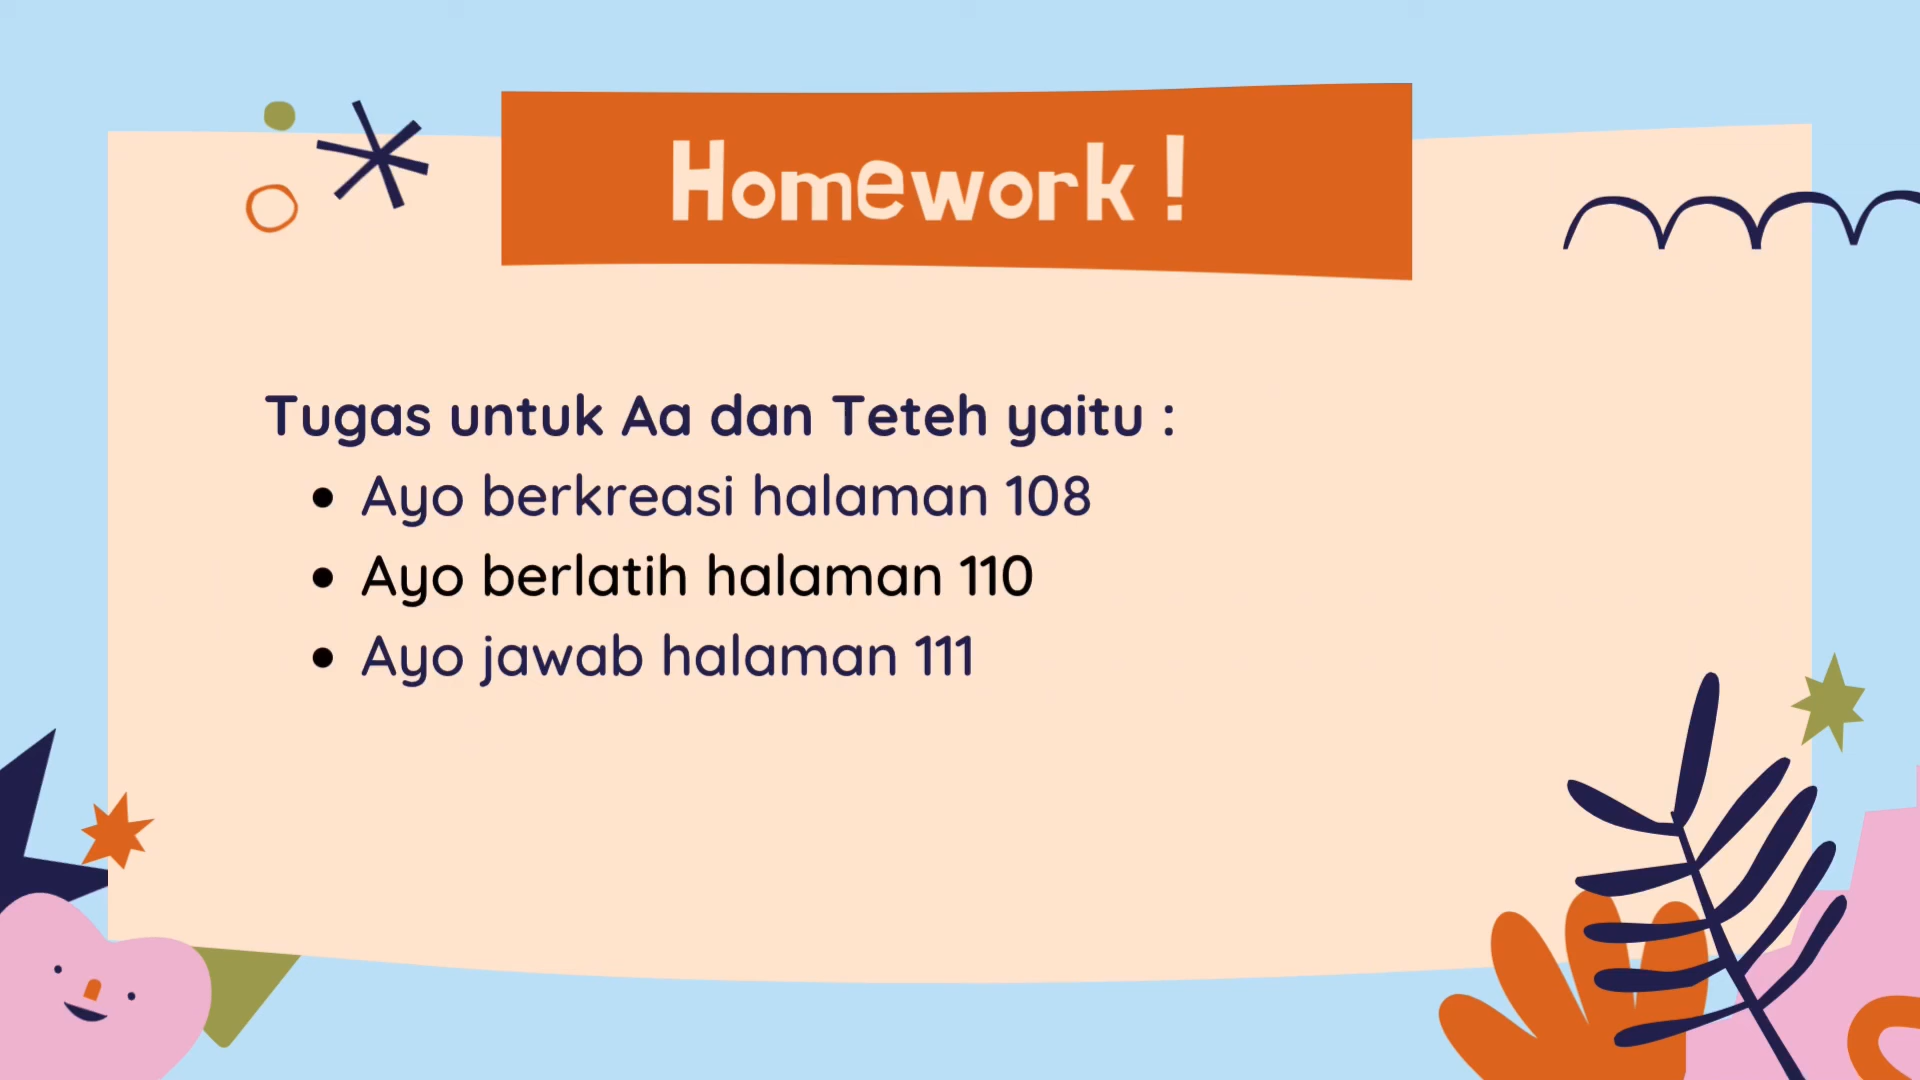 Homework !
Tugas untuk Aa dan Teteh yaitu :
Ayo berkreasi halaman 108
Ayo berlatih halaman 110
Ayo jawab halaman 111